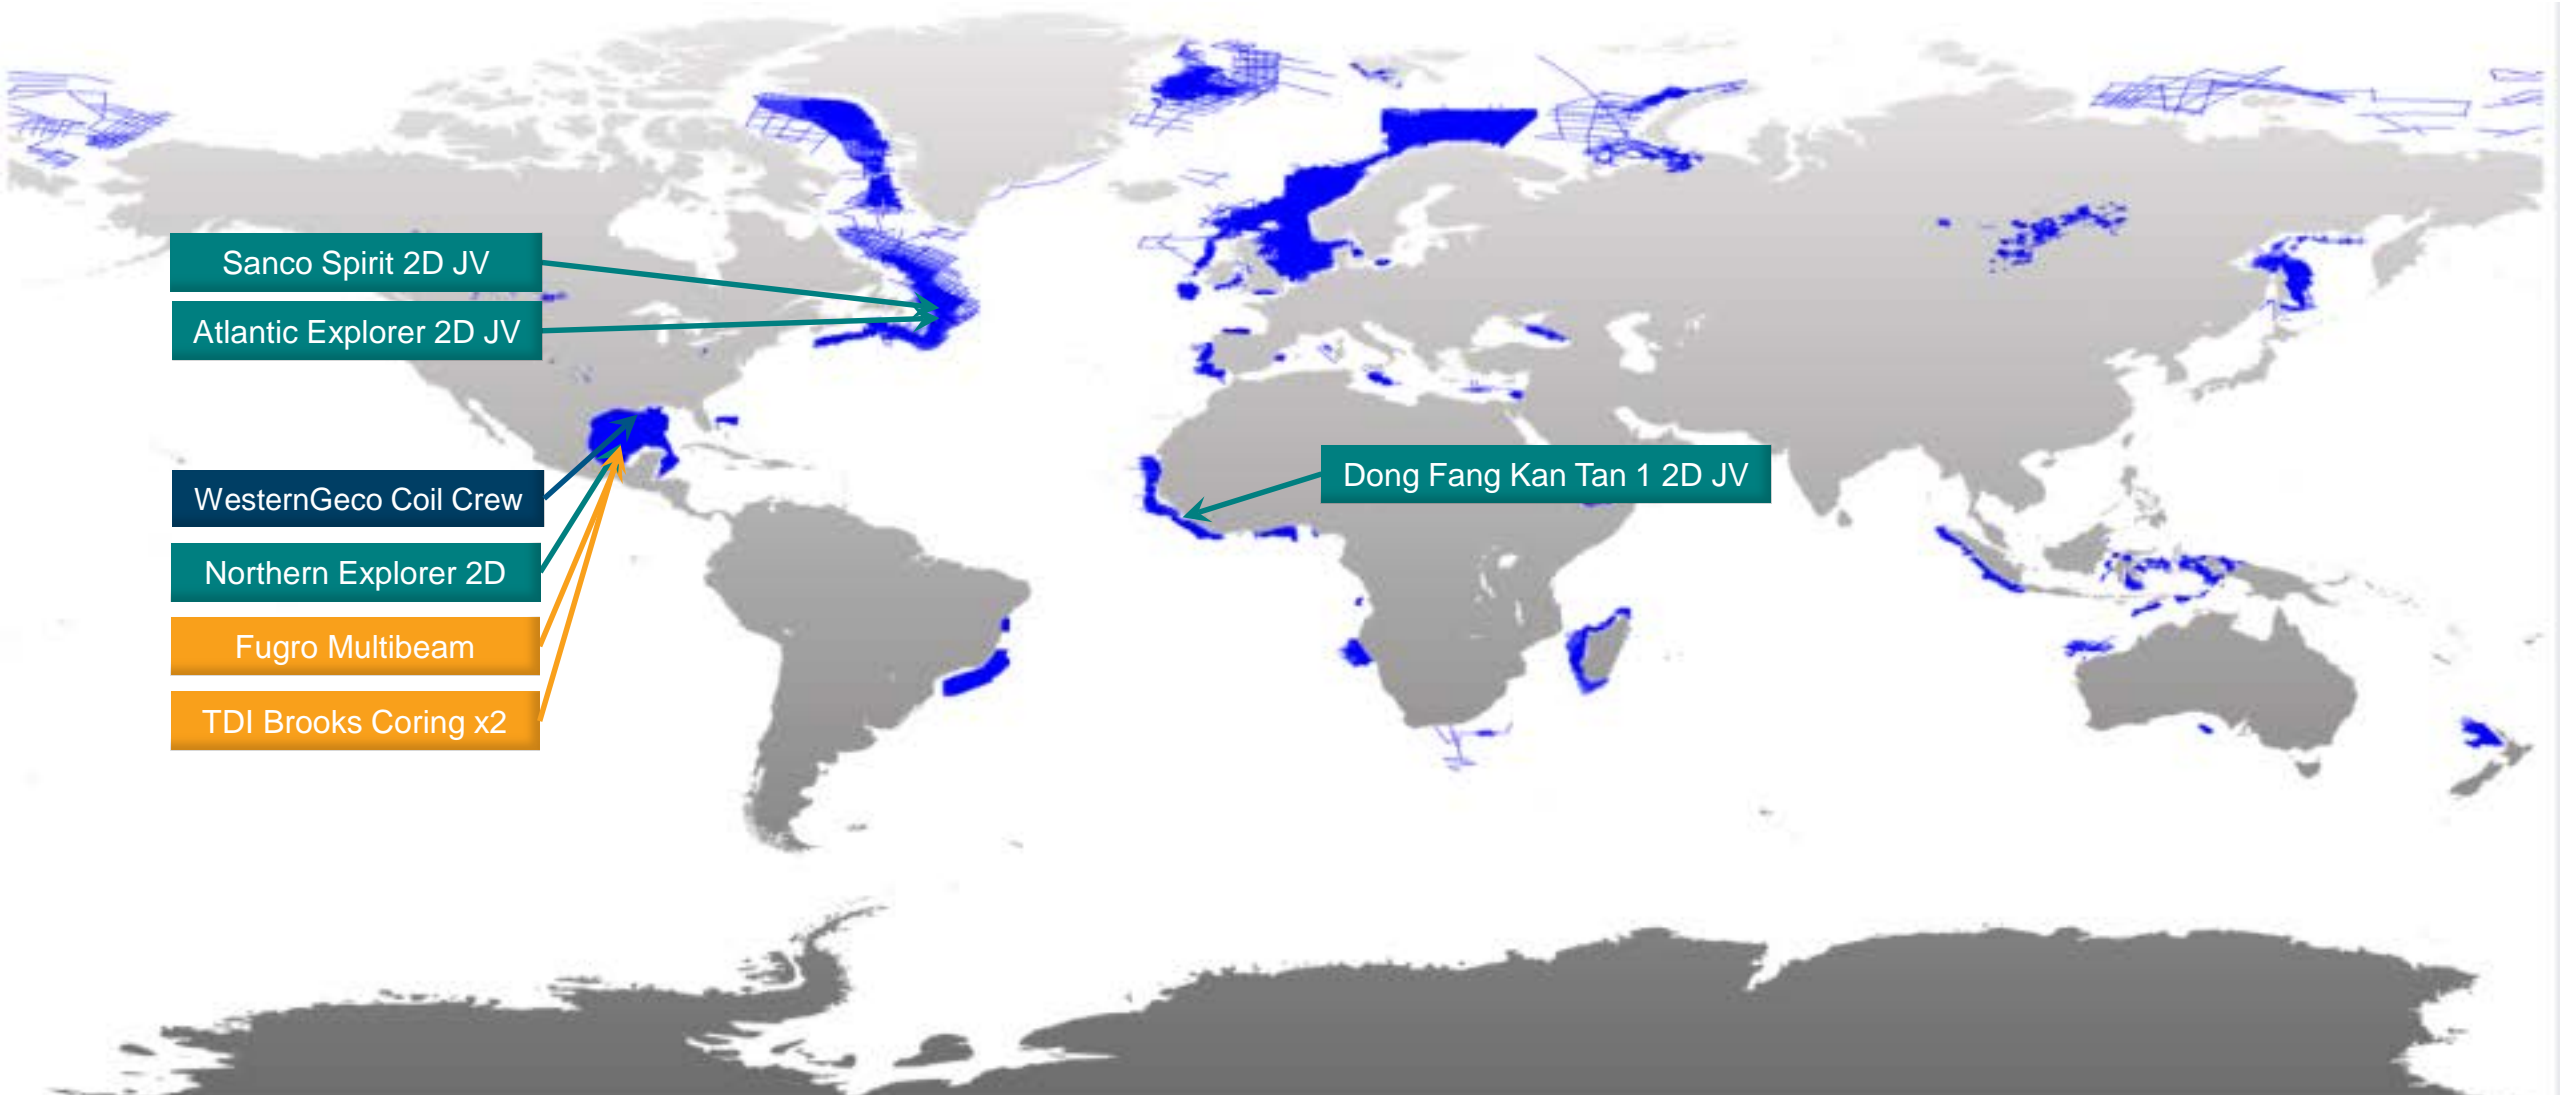 Sanco Spirit 2D JV
Atlantic Explorer 2D JV
WesternGeco Coil Crew
Dong Fang Kan Tan 1 2D JV
Northern Explorer 2D
Fugro Multibeam
TDI Brooks Coring x2